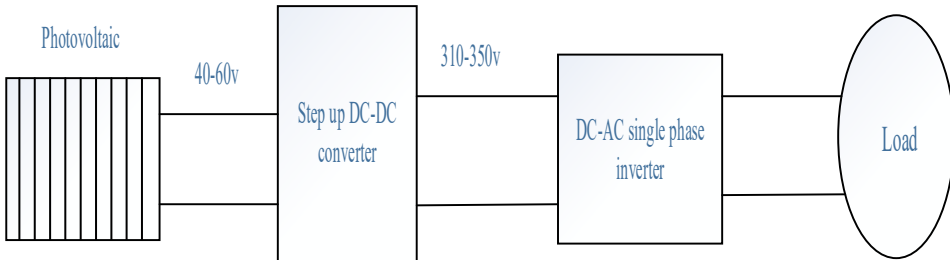 Photovoltaic
40-60v
Step up DC-DC
converter
310-350v
DC-AC single phase
inverter
Load